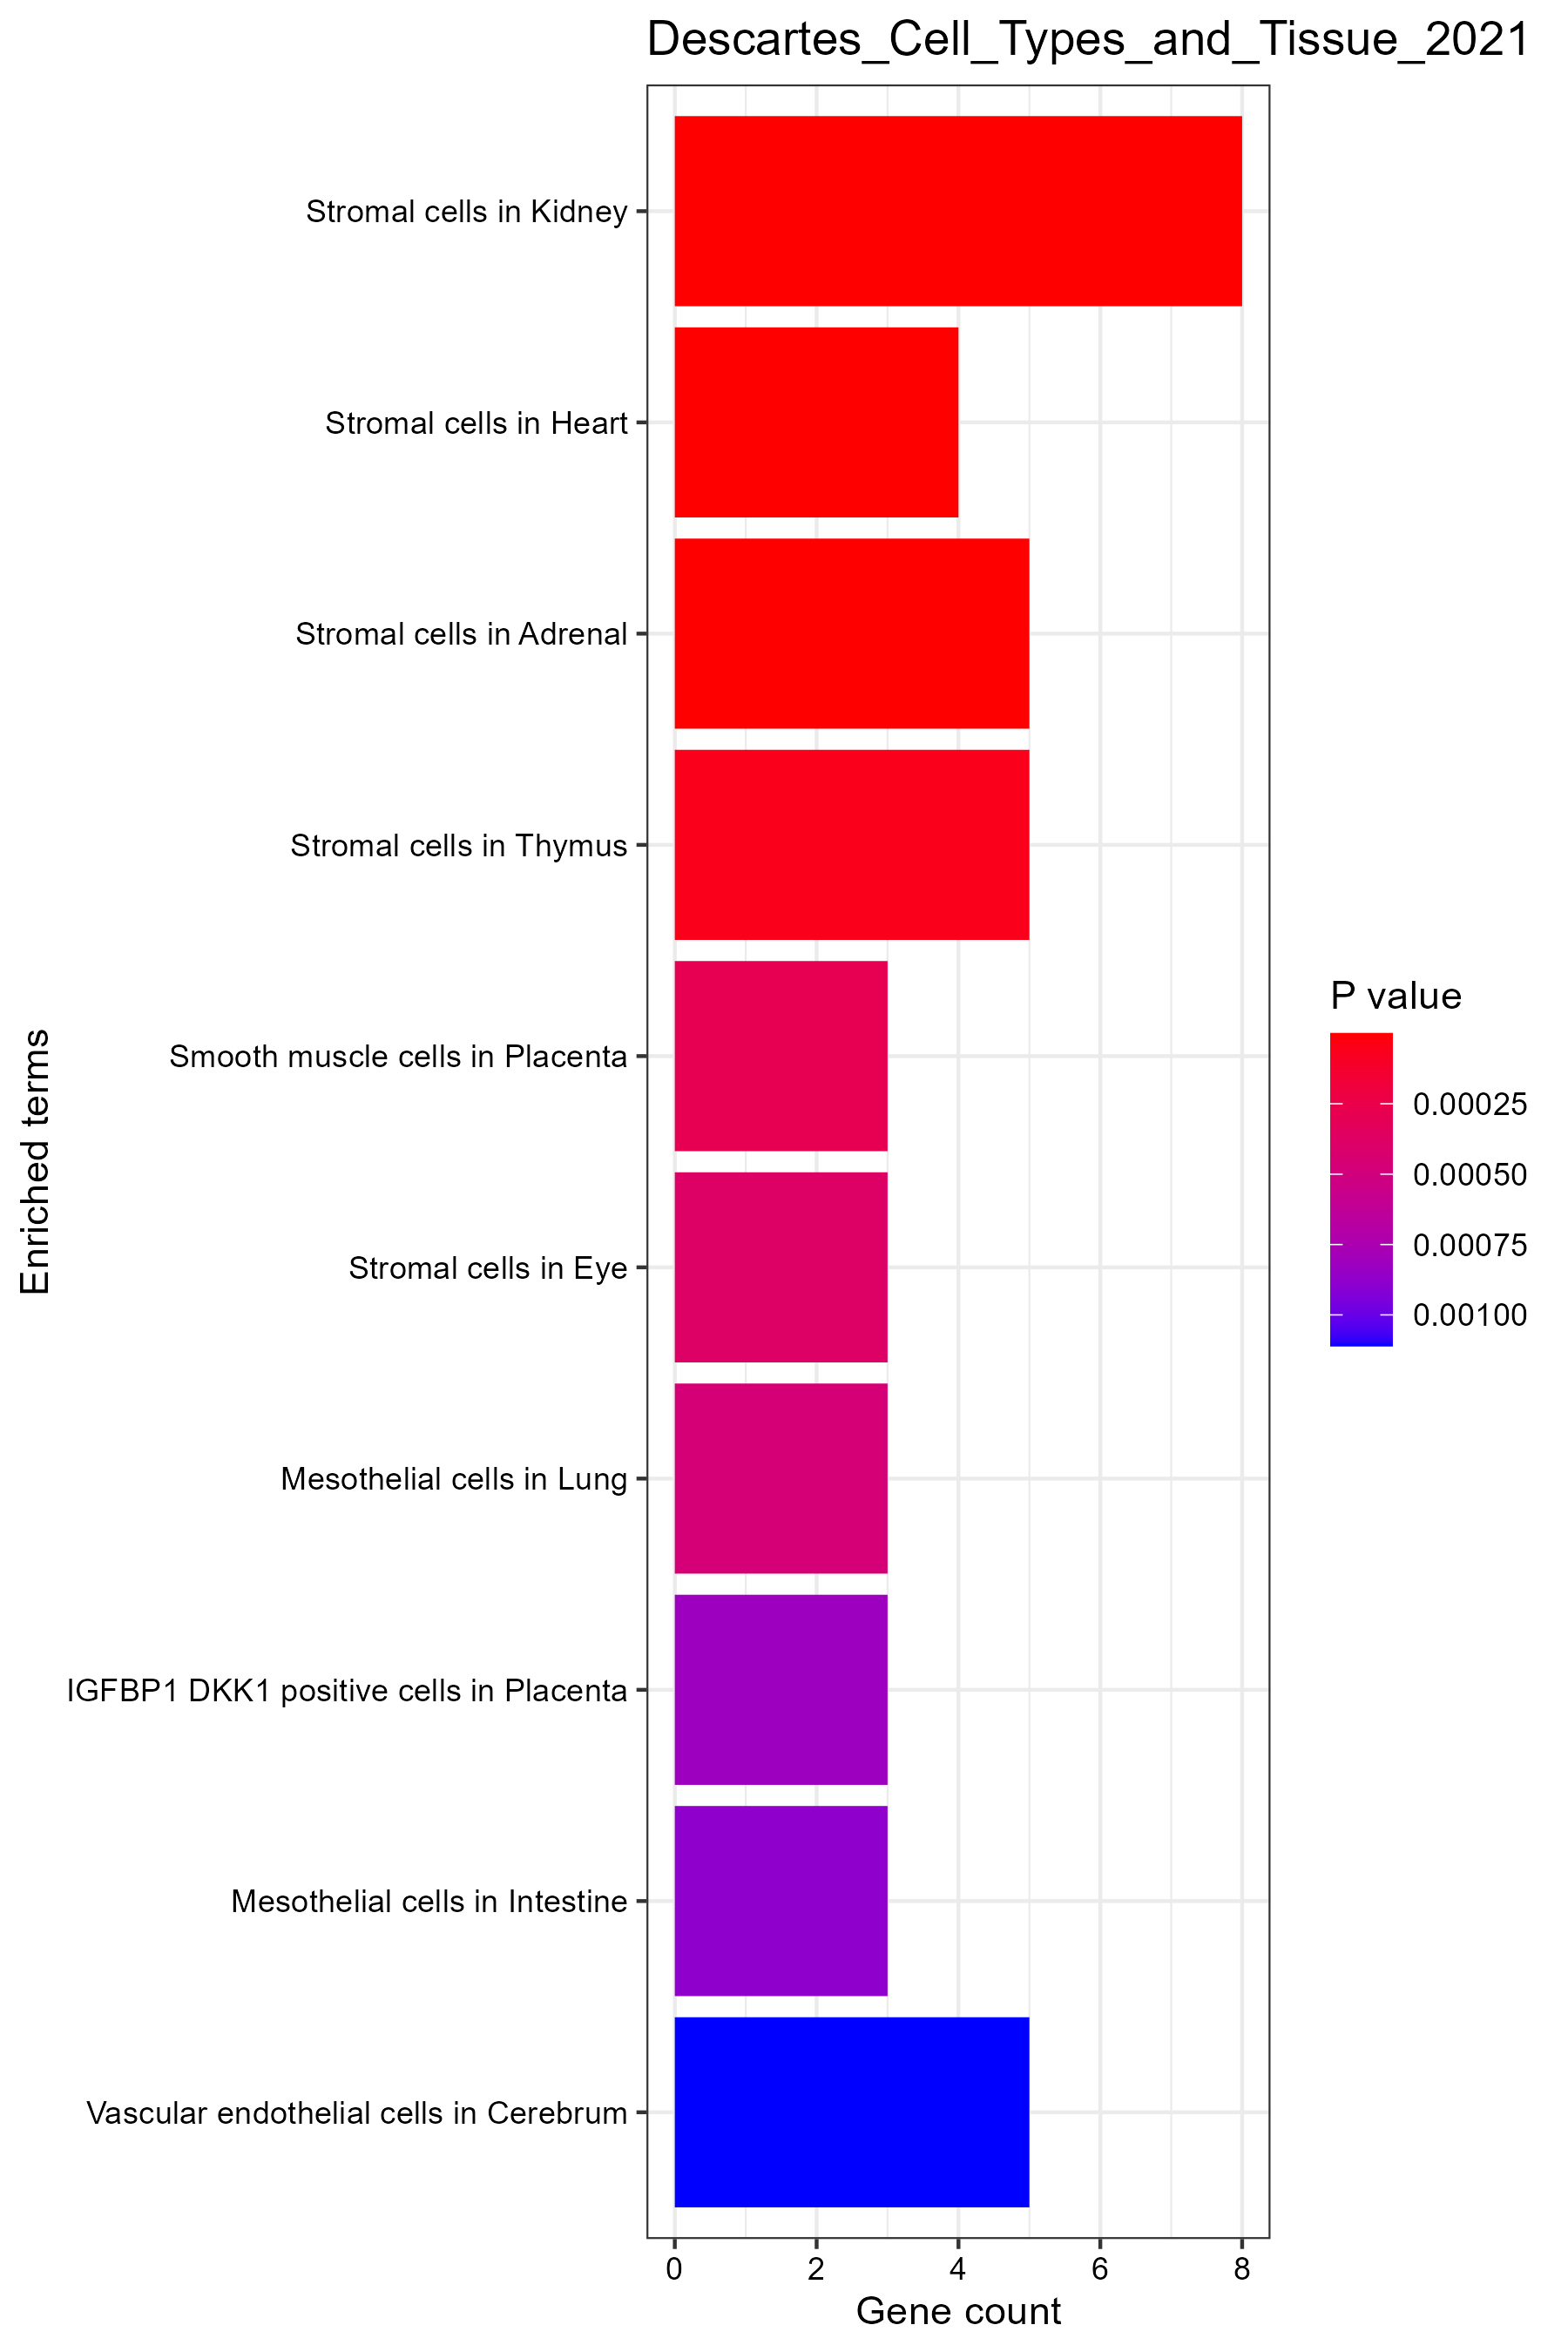 Descartes_Cell_Types_and_Tissue_2021
Stromal cells in Kidney
Stromal cells in Heart
Stromal cells in Adrenal
Stromal cells in Thymus
Smooth muscle cells in Placenta
Stromal cells in Eye
Mesothelial cells in Lung
IGFBP1 DKK1 positive cells in Placenta
Mesothelial cells in Intestine
Vascular endothelial cells in Cerebrum
Enriched terms
0 2 4 6 8
Gene count
P value
0.00025
0.00050
0.00075
0.00100